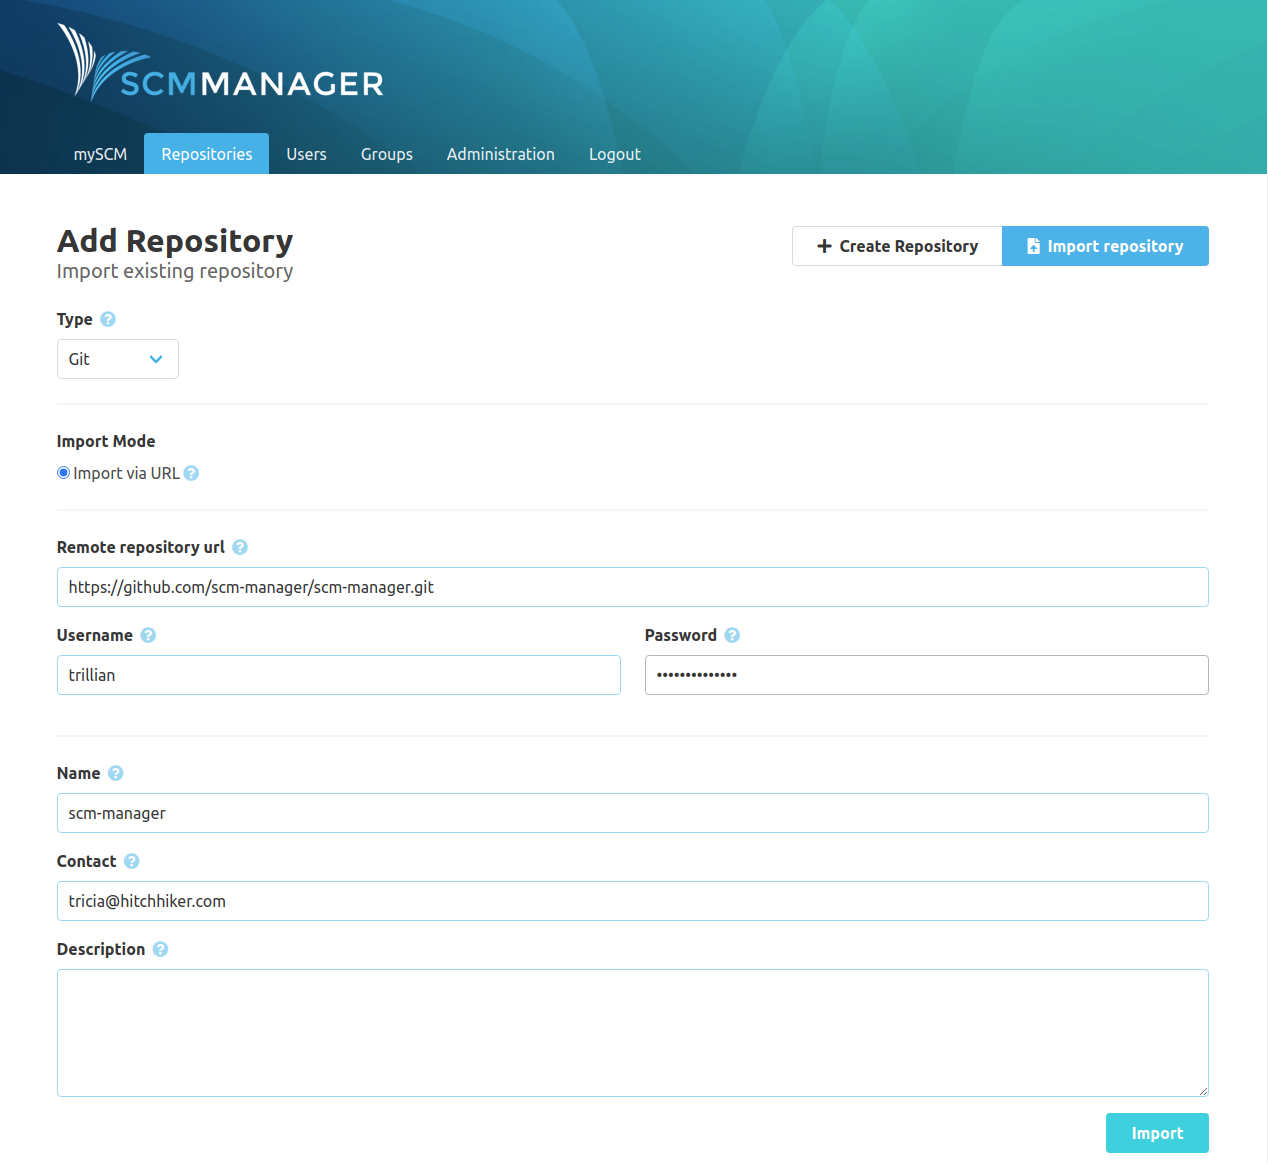 SCMMANAGER
mySCM Repositories Users Groups Administration Logout
Add Repository
Import existing repository
Create Repository Import repository
Type
Git
Import Mode
Import via URL
Remote repository url
https://github.com/scm-manager/scm-manager.git
Username Password
trillian ••••••••••••••
Name
scm-manager
Contact
tricia@hitchhiker.com
Description
Import